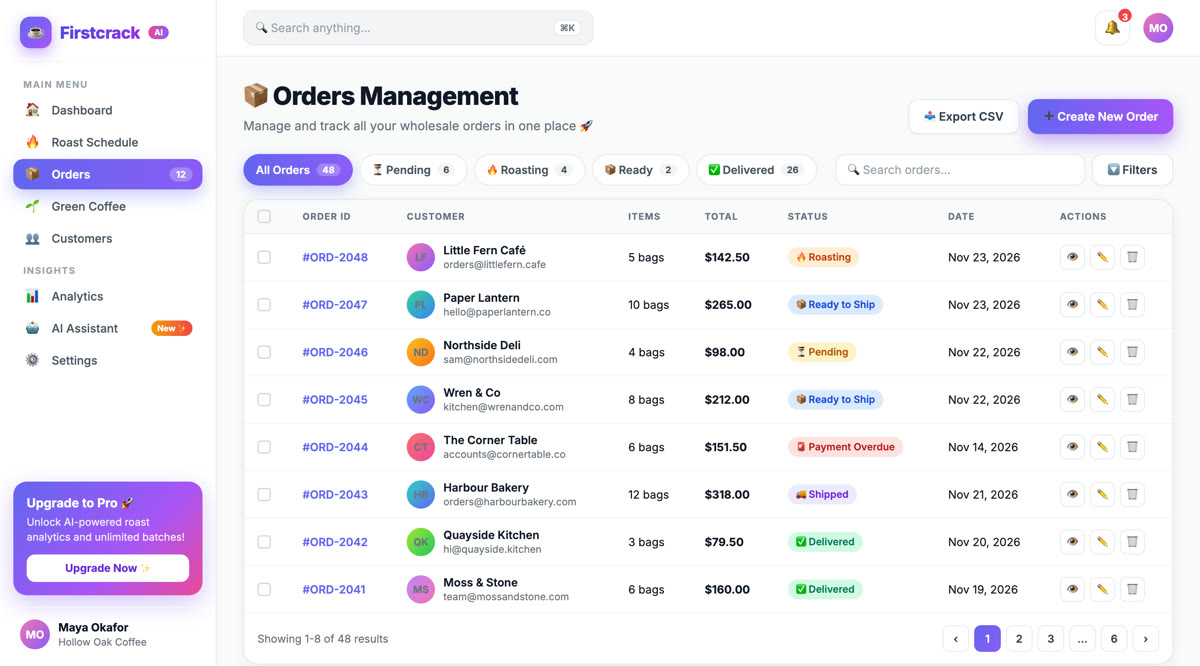 Firstcrack AI
MAIN MENU
Dashboard
Roast Schedule
Orders 12
Green Coffee
Customers
INSIGHTS
Analytics
AI Assistant New
Settings
Upgrade to Pro
Unlock AI-powered roast
analytics and unlimited batches!
Upgrade Now
MO Maya Okafor
Hollow Oak Coffee
Search anything... ⌘K
3
MO
Orders Management
Manage and track all your wholesale orders in one place
Export CSV
Create New Order
All Orders 48 Pending 6 Roasting 4 Ready 2 Delivered 26 Search orders... Filters
ORDER ID CUSTOMER ITEMS TOTAL STATUS DATE ACTIONS
#ORD-2048 LF Little Fern Café 5 bags $142.50 Roasting Nov 23, 2026
orders@littlefern.cafe
#ORD-2047 PL Paper Lantern 10 bags $265.00 Ready to Ship Nov 23, 2026
hello@paperlantern.co
#ORD-2046 ND Northside Deli 4 bags $98.00 Pending Nov 22, 2026
sam@northsidedeli.com
#ORD-2045 WC Wren & Co 8 bags $212.00 Ready to Ship Nov 22, 2026
kitchen@wrenandco.com
#ORD-2044 CT The Corner Table 6 bags $151.50 Payment Overdue Nov 14, 2026
accounts@cornertable.co
#ORD-2043 HB Harbour Bakery 12 bags $318.00 Shipped Nov 21, 2026
orders@harbourbakery.com
#ORD-2042 QK Quayside Kitchen 3 bags $79.50 Delivered Nov 20, 2026
hi@quayside.kitchen
#ORD-2041 MS Moss & Stone 6 bags $160.00 Delivered Nov 19, 2026
team@mossandstone.com
Showing 1-8 of 48 results
‹ 1 2 3 ... 6 ›